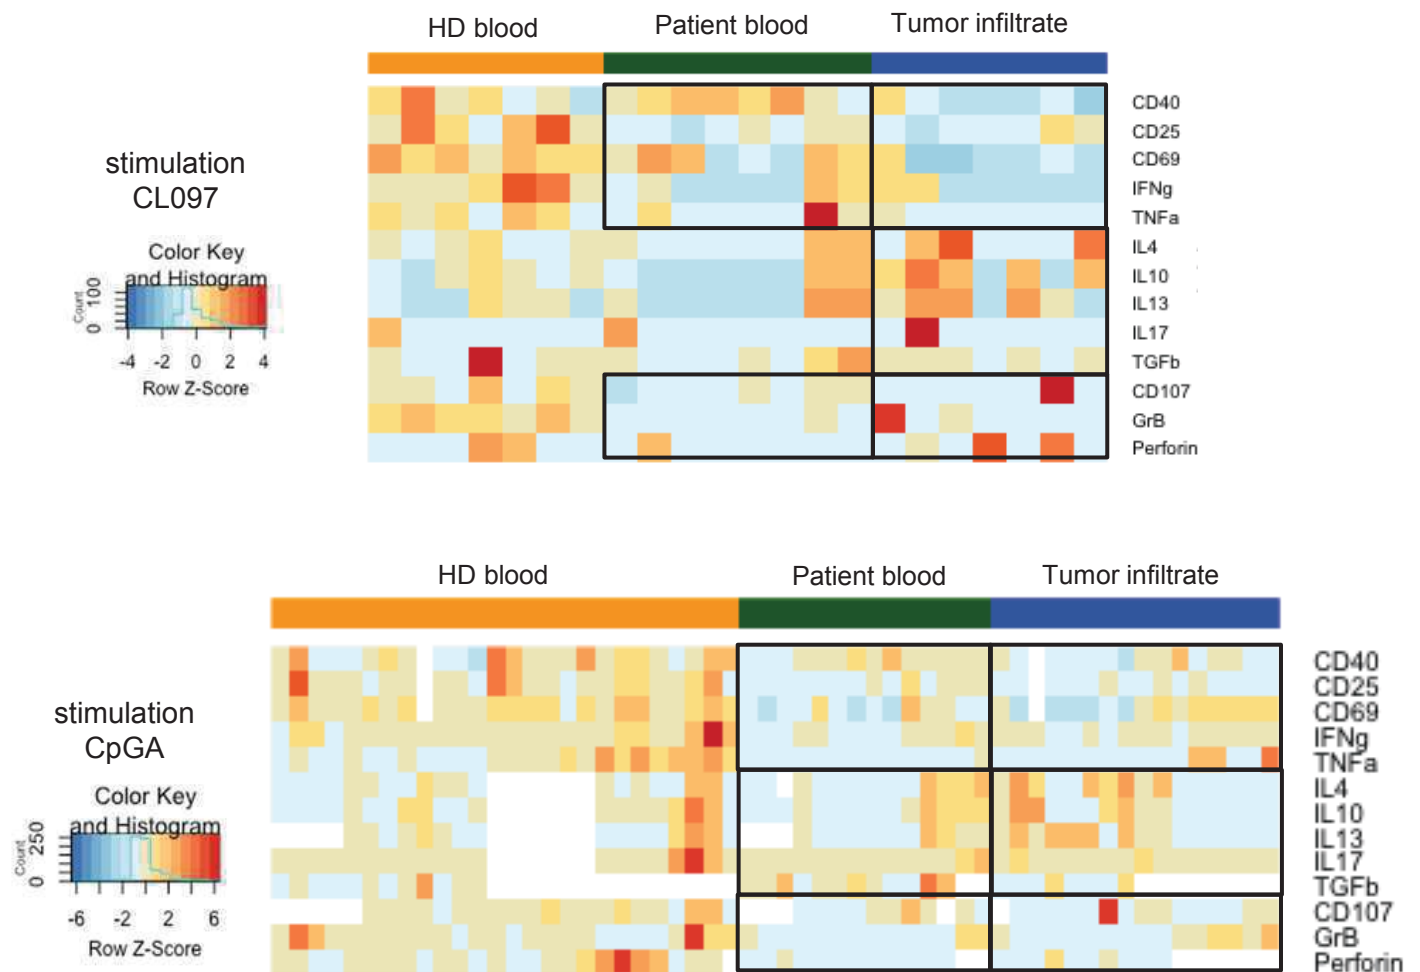 HD blood
Patient blood
Tumor infiltrate
stimulation
CL097
CD40
CD25
CD69
IFNg
TNFa
IL4
IL10
IL13
IL17
TGFb
CD107
GrB
Perforin
Color Key
and Histogram
Count
0 100
-4 -2 0 2 4
Row Z-Score
HD blood
Patient blood
Tumor infiltrate
stimulation
CpGA
CD40
CD25
CD69
IFNg
TNFa
IL4
IL10
IL13
IL17
TGFb
CD107
GrB
Perforin
Color Key
and Histogram
Count
0 250
-6 -2 2 6
Row Z-Score